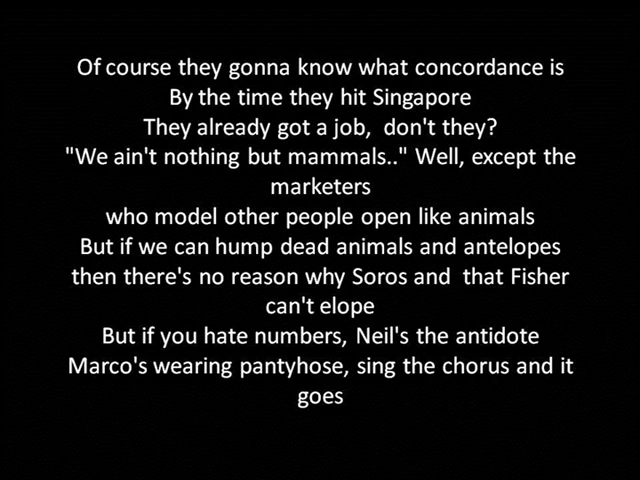 Of course they gonna know what concordance is
By the time they hit Singapore
They already got a job, don't they?
"We ain't nothing but mammals.." Well, except the
marketers
who model other people open like animals
But if we can hump dead animals and antelopes
then there's no reason why Soros and that Fisher
can't elope
But if you hate numbers, Neil's the antidote
Marco's wearing pantyhose, sing the chorus and it
goes